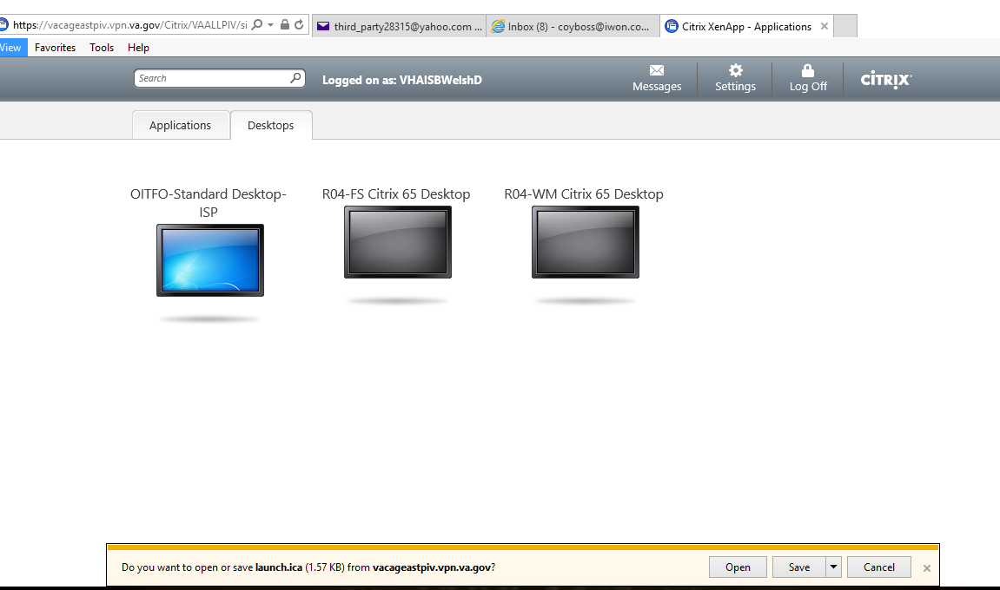 https://vacageastpiv.vpn.va.gov/Citrix/VAALLPIV/si
third_party28315@yahoo.com ...
Inbox (8) - coyboss@iwon.co...
Citrix XenApp - Applications
View Favorites Tools Help
Search
Logged on as: VHAISBWelshD
Messages
Settings
Log Off
CİTRIX
Applications
Desktops
OITFO-Standard Desktop-
ISP
R04-FS Citrix 65 Desktop
R04-WM Citrix 65 Desktop
Do you want to open or save launch.ica (1.57 KB) from vacageastpiv.vpn.va.gov?
Open
Save
Cancel